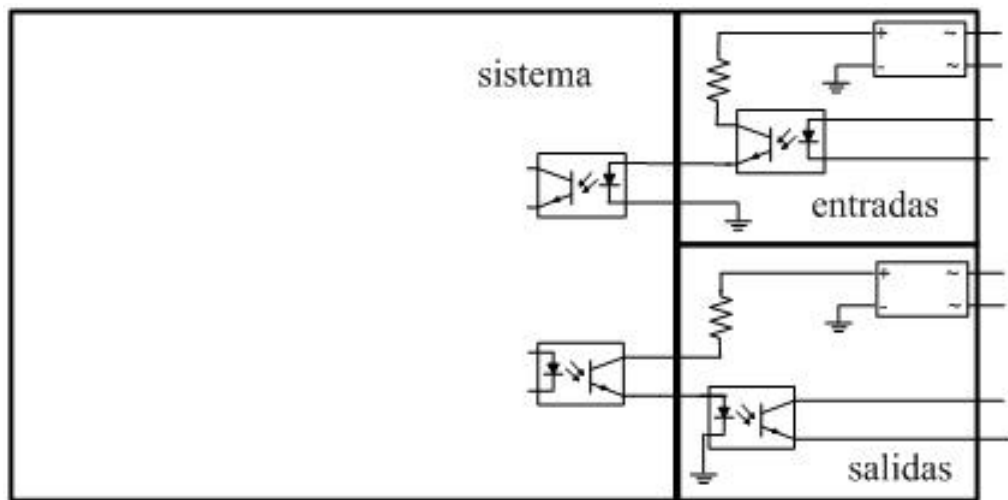 sistema
+ ~
- ~
entradas
+ ~
- ~
salidas